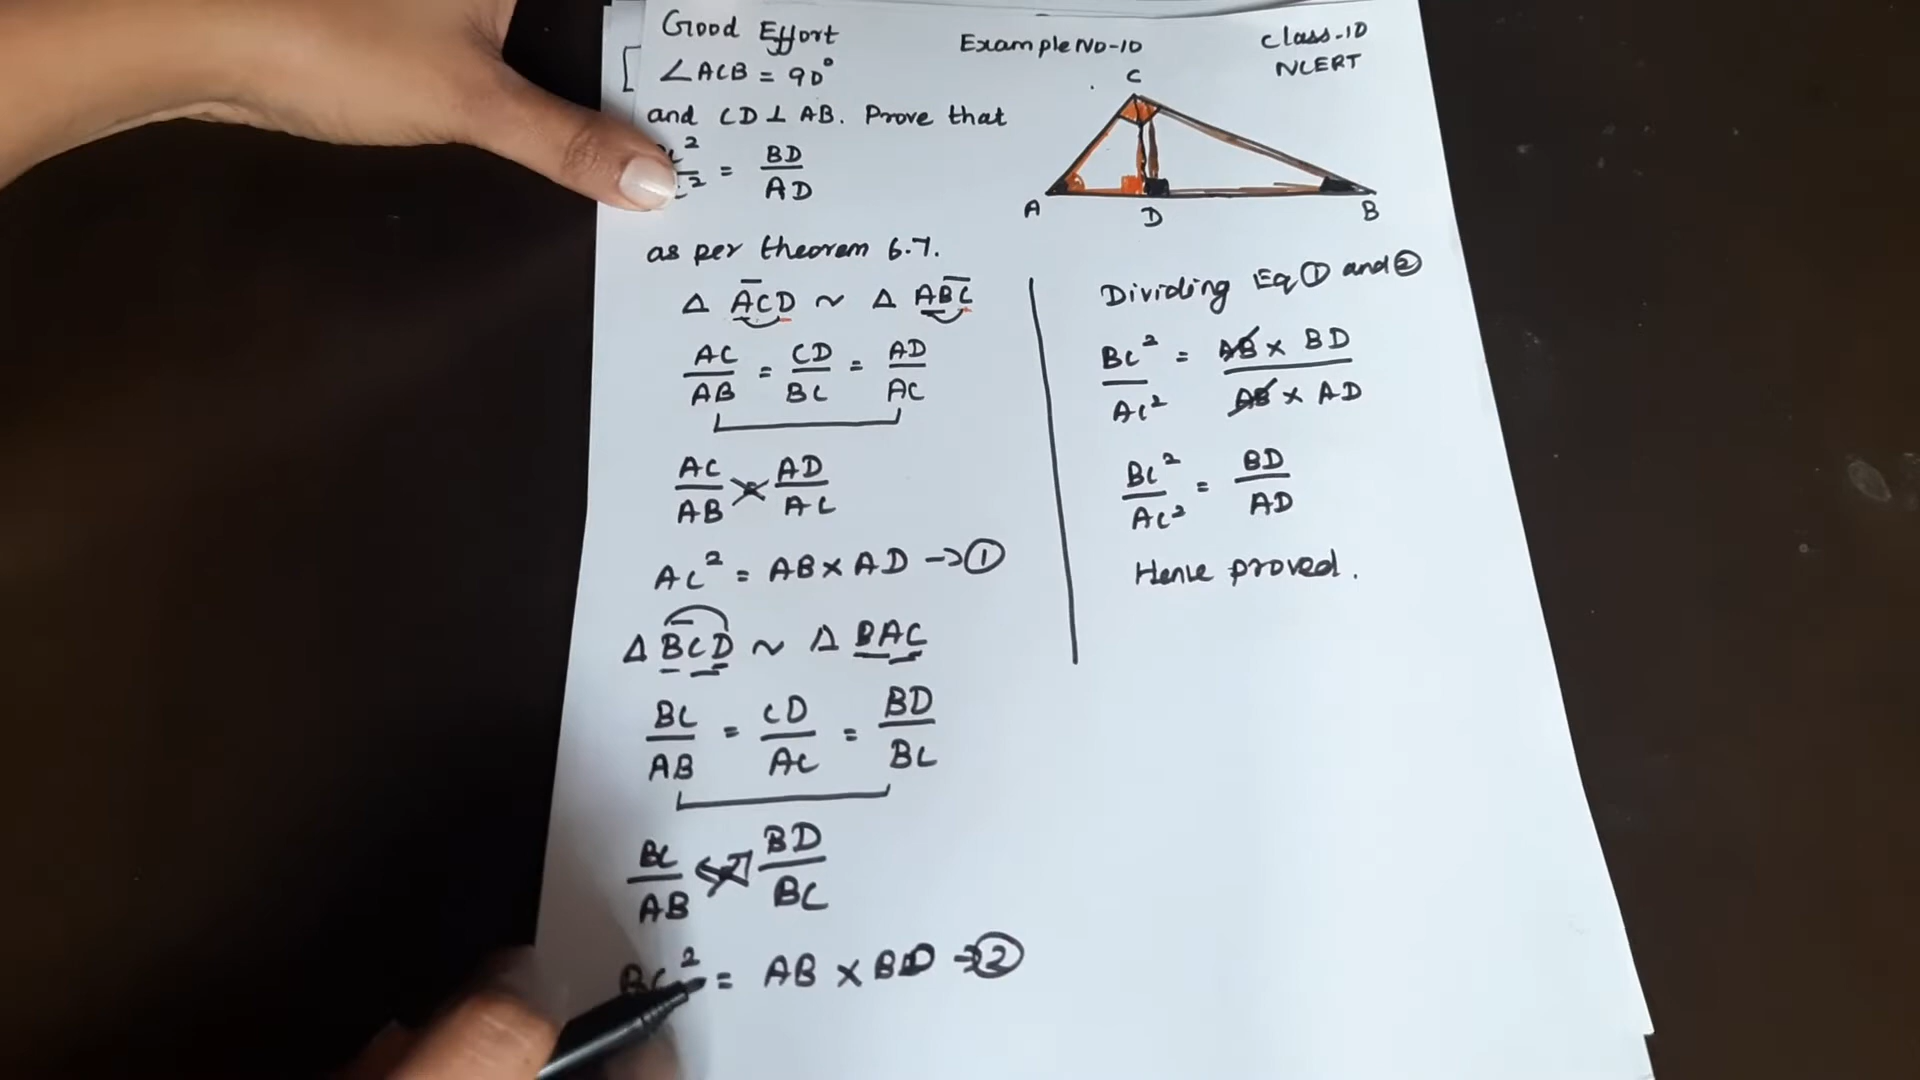 Good Effort
Example No-10
Class-10
NCERT
∠ACB = 90°
and CD ⊥ AB. Prove that
² / ² = BD / AD
C
A D B
as per theorem 6.7.
Δ ACD ~ Δ ABC
AC / AB = CD / BC = AD / AC
AC / AB = AD / AC
AC² = AB × AD → ①
Δ BCD ~ Δ BAC
BC / AB = CD / AC = BD / BC
BC / AB = BD / BC
BC² = AB × BD → ②
Dividing Eq ① and ②
BC² / AC² = AB × BD / AB × AD
BC² / AC² = BD / AD
Hence proved.